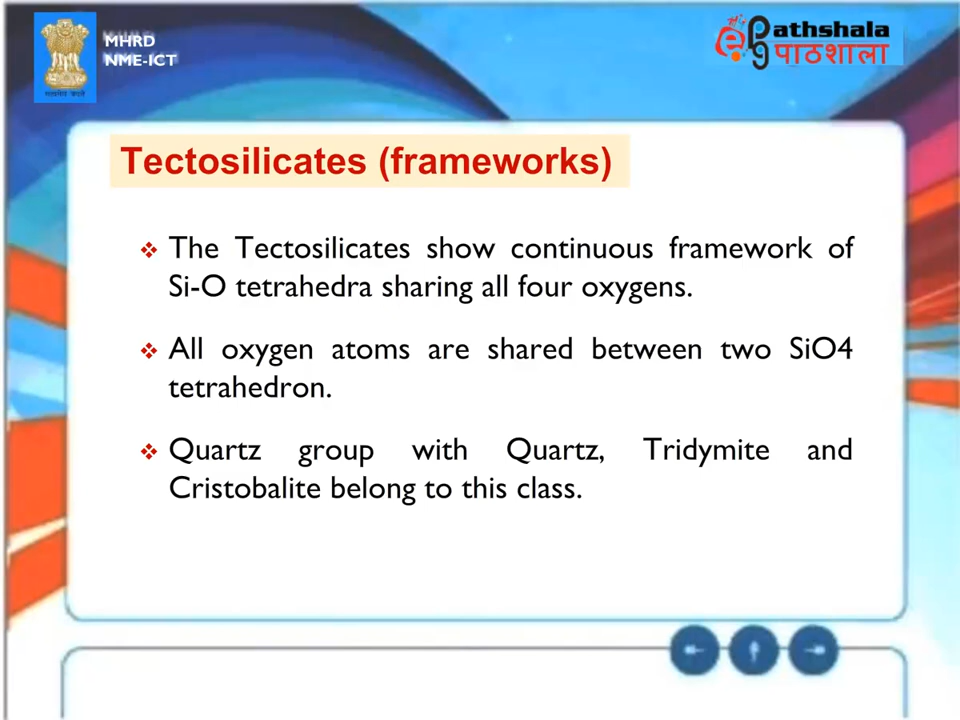 MHRD
NME-ICT
e PG Pathshala
पाठशाला
Tectosilicates (frameworks)
The Tectosilicates show continuous framework of
Si-O tetrahedra sharing all four oxygens.
All oxygen atoms are shared between two SiO4
tetrahedron.
Quartz group with Quartz, Tridymite and
Cristobalite belong to this class.